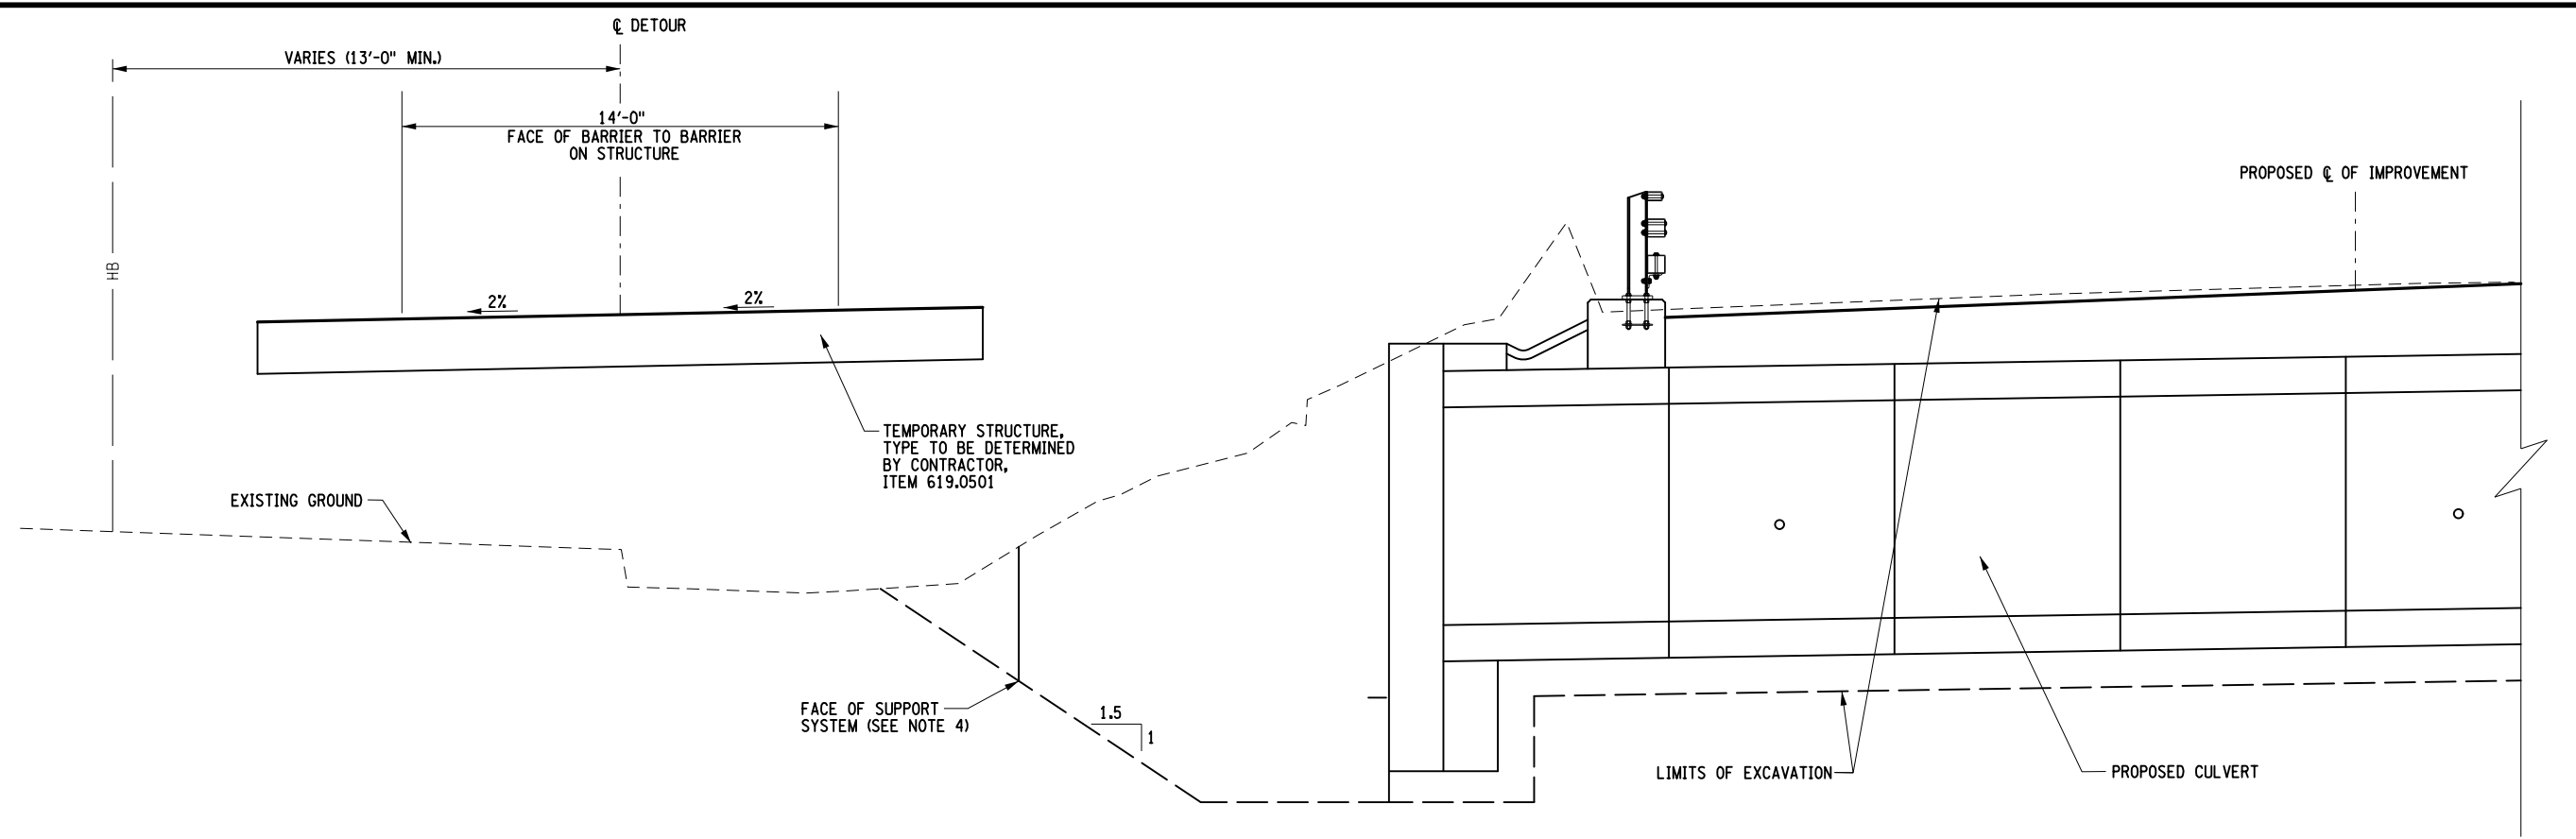 ℄ DETOUR
VARIES (13'-0" MIN.)
14'-0"
FACE OF BARRIER TO BARRIER
ON STRUCTURE
PROPOSED ℄ OF IMPROVEMENT
HB
2%
2%
TEMPORARY STRUCTURE,
TYPE TO BE DETERMINED
BY CONTRACTOR,
ITEM 619.0501
EXISTING GROUND
FACE OF SUPPORT
SYSTEM (SEE NOTE 4)
1.5
1
LIMITS OF EXCAVATION
PROPOSED CULVERT